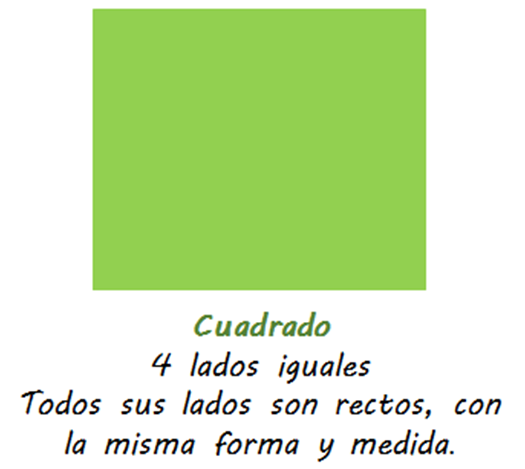 Cuadrado
4 lados iguales
Todos sus lados son rectos, con
la misma forma y medida.